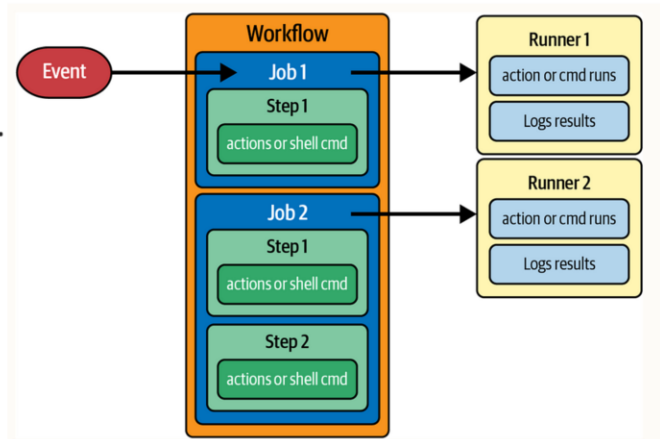 Workflow
Event
Job 1
Step 1
actions or shell cmd
Job 2
Step 1
actions or shell cmd
Step 2
actions or shell cmd
Runner 1
action or cmd runs
Logs results
Runner 2
action or cmd runs
Logs results